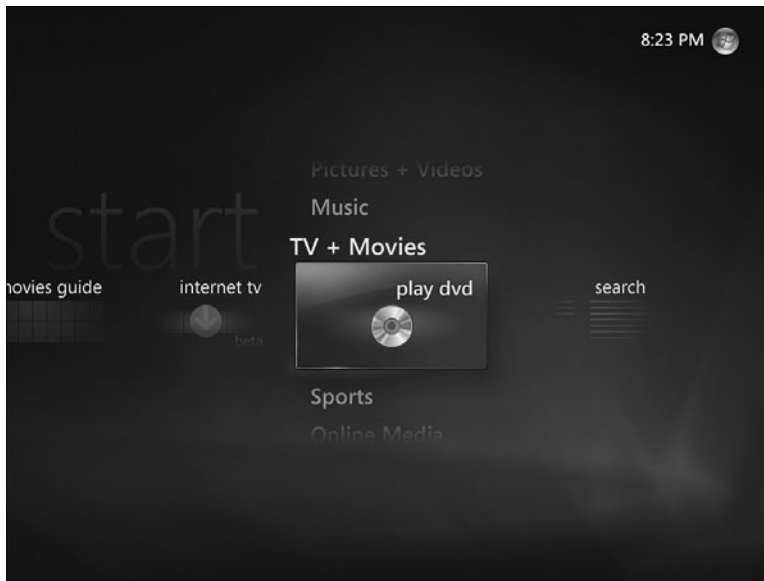 8:23 PM
Pictures + Videos
start
Music
TV + Movies
movies guide
internet tv
play dvd
search
beta
Sports
Online Media